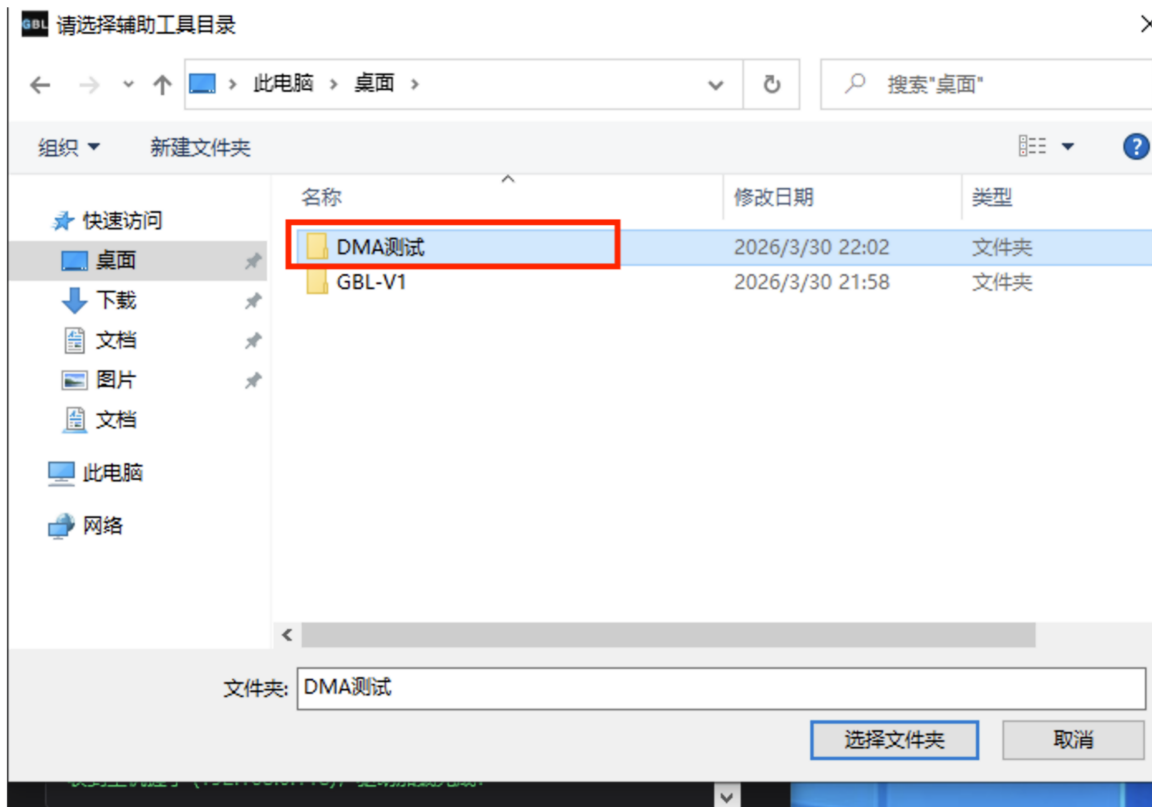 GBL 请选择辅助工具目录
此电脑 桌面
搜索"桌面"
组织 新建文件夹
名称 修改日期 类型
快速访问
桌面
下载
文档
图片
文档
此电脑
网络
DMA测试 2026/3/30 22:02 文件夹
GBL-V1 2026/3/30 21:58 文件夹
文件夹: DMA测试
选择文件夹 取消